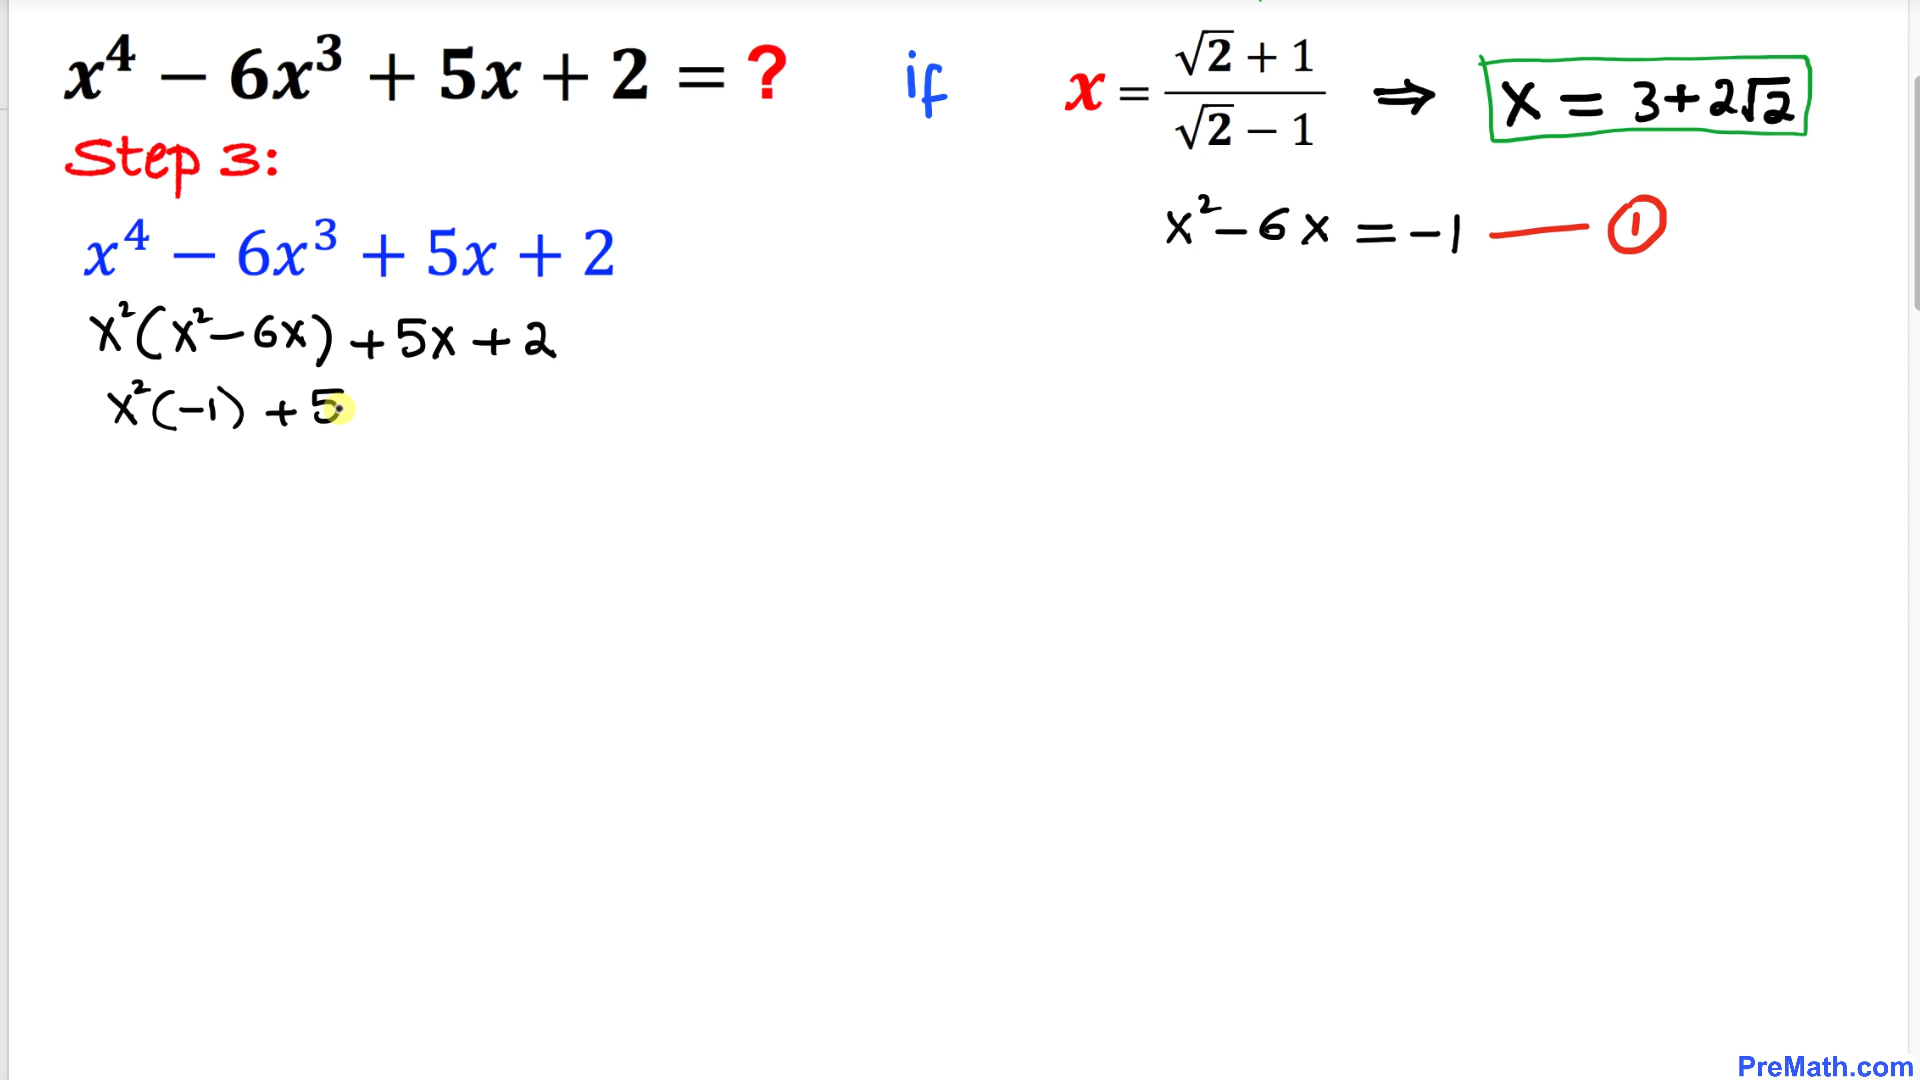 x⁴ − 6x³ + 5x + 2 = ? if x = (√2 + 1)/(√2 − 1) ⇒ x = 3+2√2
Step 3:
x² − 6x = −1 — ①
x⁴ − 6x³ + 5x + 2
x²(x² − 6x) + 5x + 2
x²(−1) + 5
PreMath.com